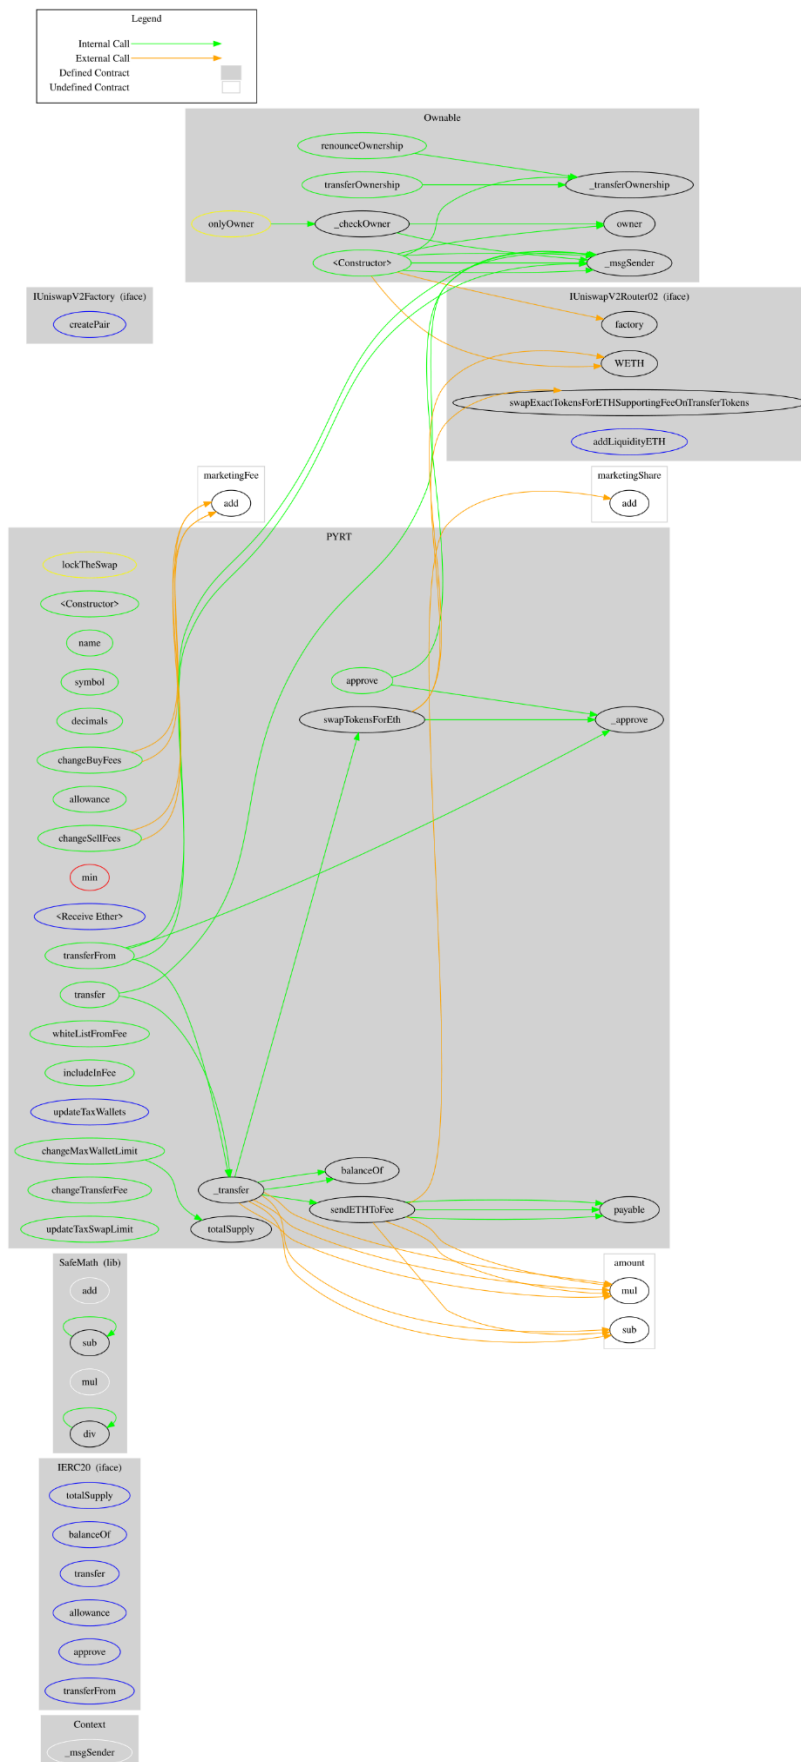 Legend
Internal Call
External Call
Defined Contract
Undefined Contract
Ownable
renounceOwnership
transferOwnership
_transferOwnership
onlyOwner
_checkOwner
owner
<Constructor>
_msgSender
IUniswapV2Factory (iface)
createPair
IUniswapV2Router02 (iface)
factory
WETH
swapExactTokensForETHSupportingFeeOnTransferTokens
addLiquidityETH
marketingFee
add
marketingShare
add
PYRT
lockTheSwap
<Constructor>
name
symbol
decimals
changeBuyFees
allowance
changeSellFees
min
<Receive Ether>
transferFrom
transfer
whiteListFromFee
includeInFee
updateTaxWallets
changeMaxWalletLimit
changeTransferFee
updateTaxSwapLimit
approve
swapTokensForEth
_approve
_transfer
totalSupply
balanceOf
sendETHToFee
payable
amount
mul
sub
SafeMath (lib)
add
sub
mul
div
IERC20 (iface)
totalSupply
balanceOf
transfer
allowance
approve
transferFrom
Context
_msgSender